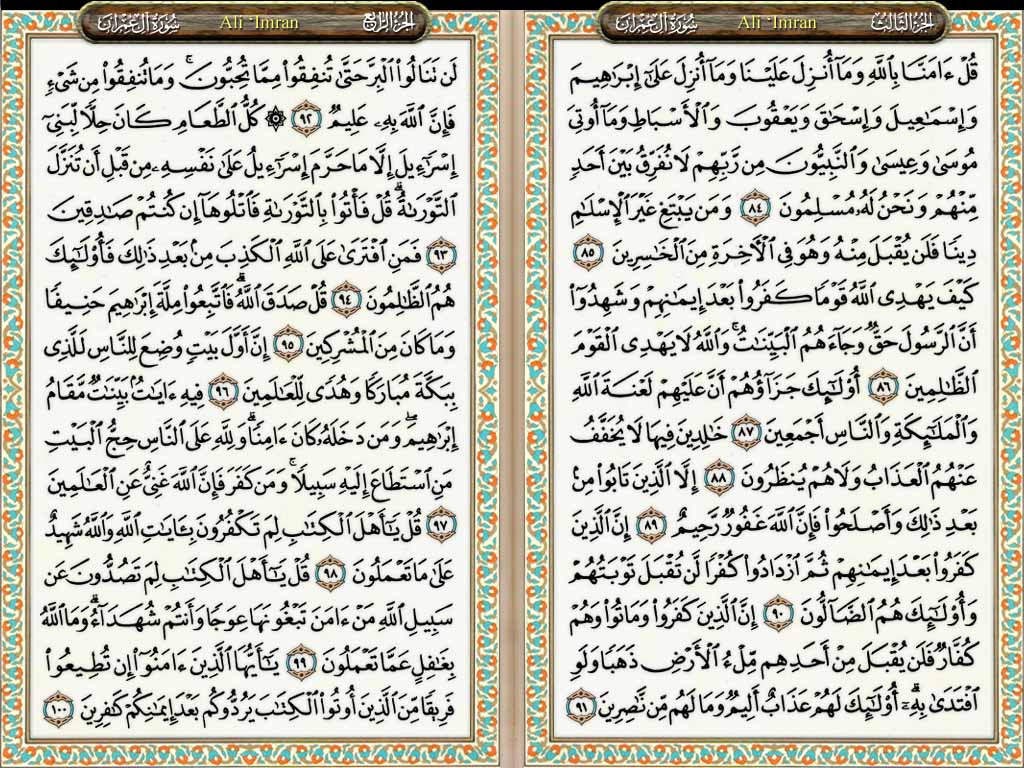 الجزء الثالث
Ali 'Imran
سورة آل عمران
قُلْ ءَامَنَّا بِٱللَّهِ وَمَآ أُنزِلَ عَلَيْنَا وَمَآ أُنزِلَ عَلَىٰٓ إِبْرَٰهِيمَ
وَإِسْمَٰعِيلَ وَإِسْحَٰقَ وَيَعْقُوبَ وَٱلْأَسْبَاطِ وَمَآ أُوتِىَ
مُوسَىٰ وَعِيسَىٰ وَٱلنَّبِيُّونَ مِن رَّبِّهِمْ لَا نُفَرِّقُ بَيْنَ أَحَدٍ
مِّنْهُمْ وَنَحْنُ لَهُۥ مُسْلِمُونَ ٨٤ وَمَن يَبْتَغِ غَيْرَ ٱلْإِسْلَٰمِ
دِينًا فَلَن يُقْبَلَ مِنْهُ وَهُوَ فِى ٱلْأَخِرَةِ مِنَ ٱلْخَٰسِرِينَ ٨٥
كَيْفَ يَهْدِى ٱللَّهُ قَوْمًا كَفَرُوا۟ بَعْدَ إِيمَٰنِهِمْ وَشَهِدُوٓا۟
أَنَّ ٱلرَّسُولَ حَقٌّ وَجَآءَهُمُ ٱلْبَيِّنَٰتُ ۚ وَٱللَّهُ لَا يَهْدِى ٱلْقَوْمَ
ٱلظَّٰلِمِينَ ٨٦ أُو۟لَٰٓئِكَ جَزَآؤُهُمْ أَنَّ عَلَيْهِمْ لَعْنَةَ ٱللَّهِ
وَٱلْمَلَٰٓئِكَةِ وَٱلنَّاسِ أَجْمَعِينَ ٨٧ خَٰلِدِينَ فِيهَا لَا يُخَفَّفُ
عَنْهُمُ ٱلْعَذَابُ وَلَا هُمْ يُنظَرُونَ ٨٨ إِلَّا ٱلَّذِينَ تَابُوا۟ مِنۢ
بَعْدِ ذَٰلِكَ وَأَصْلَحُوا۟ فَإِنَّ ٱللَّهَ غَفُورٌ رَّحِيمٌ ٨٩ إِنَّ ٱلَّذِينَ
كَفَرُوا۟ بَعْدَ إِيمَٰنِهِمْ ثُمَّ ٱزْدَادُوا۟ كُفْرًا لَّن تُقْبَلَ تَوْبَتُهُمْ
وَأُو۟لَٰٓئِكَ هُمُ ٱلضَّآلُّونَ ٩٠ إِنَّ ٱلَّذِينَ كَفَرُوا۟ وَمَاتُوا۟ وَهُمْ
كُفَّارٌ فَلَن يُقْبَلَ مِنْ أَحَدِهِم مِّلْءُ ٱلْأَرْضِ ذَهَبًا وَلَوِ
ٱفْتَدَىٰ بِهِۦٓ ۗ أُو۟لَٰٓئِكَ لَهُمْ عَذَابٌ أَلِيمٌ وَمَا لَهُم مِّن نَّٰصِرِينَ ٩١
الجزء الرابع
Ali 'Imran
سورة آل عمران
لَن تَنَالُوا۟ ٱلْبِرَّ حَتَّىٰ تُنفِقُوا۟ مِمَّا تُحِبُّونَ ۚ وَمَا تُنفِقُوا۟ مِن شَىْءٍ
فَإِنَّ ٱللَّهَ بِهِۦ عَلِيمٌ ٩٢ ۞ كُلُّ ٱلطَّعَامِ كَانَ حِلًّا لِّبَنِىٓ
إِسْرَٰٓءِيلَ إِلَّا مَا حَرَّمَ إِسْرَٰٓءِيلُ عَلَىٰ نَفْسِهِۦ مِن قَبْلِ أَن تُنَزَّلَ
ٱلتَّوْرَىٰةُ ۗ قُلْ فَأْتُوا۟ بِٱلتَّوْرَىٰةِ فَٱتْلُوهَآ إِن كُنتُمْ صَٰدِقِينَ
٩٣ فَمَنِ ٱفْتَرَىٰ عَلَى ٱللَّهِ ٱلْكَذِبَ مِنۢ بَعْدِ ذَٰلِكَ فَأُو۟لَٰٓئِكَ
هُمُ ٱلظَّٰلِمُونَ ٩٤ قُلْ صَدَقَ ٱللَّهُ ۗ فَٱتَّبِعُوا۟ مِلَّةَ إِبْرَٰهِيمَ حَنِيفًا
وَمَا كَانَ مِنَ ٱلْمُشْرِكِينَ ٩٥ إِنَّ أَوَّلَ بَيْتٍ وُضِعَ لِلنَّاسِ لَلَّذِى
بِبَكَّةَ مُبَارَكًا وَهُدًى لِّلْعَٰلَمِينَ ٩٦ فِيهِ ءَايَٰتٌۢ بَيِّنَٰتٌ مَّقَامُ
إِبْرَٰهِيمَ ۖ وَمَن دَخَلَهُۥ كَانَ ءَامِنًا ۗ وَلِلَّهِ عَلَى ٱلنَّاسِ حِجُّ ٱلْبَيْتِ
مَنِ ٱسْتَطَاعَ إِلَيْهِ سَبِيلًا ۚ وَمَن كَفَرَ فَإِنَّ ٱللَّهَ غَنِىٌّ عَنِ ٱلْعَٰلَمِينَ
٩٧ قُلْ يَٰٓأَهْلَ ٱلْكِتَٰبِ لِمَ تَكْفُرُونَ بِـَٔايَٰتِ ٱللَّهِ وَٱللَّهُ شَهِيدٌ
عَلَىٰ مَا تَعْمَلُونَ ٩٨ قُلْ يَٰٓأَهْلَ ٱلْكِتَٰبِ لِمَ تَصُدُّونَ عَن
سَبِيلِ ٱللَّهِ مَنْ ءَامَنَ تَبْغُونَهَا عِوَجًا وَأَنتُمْ شُهَدَآءُ ۗ وَمَا ٱللَّهُ
بِغَٰفِلٍ عَمَّا تَعْمَلُونَ ٩٩ يَٰٓأَيُّهَا ٱلَّذِينَ ءَامَنُوٓا۟ إِن تُطِيعُوا۟
فَرِيقًا مِّنَ ٱلَّذِينَ أُوتُوا۟ ٱلْكِتَٰبَ يَرُدُّوكُم بَعْدَ إِيمَٰنِكُمْ كَٰفِرِينَ ١٠٠